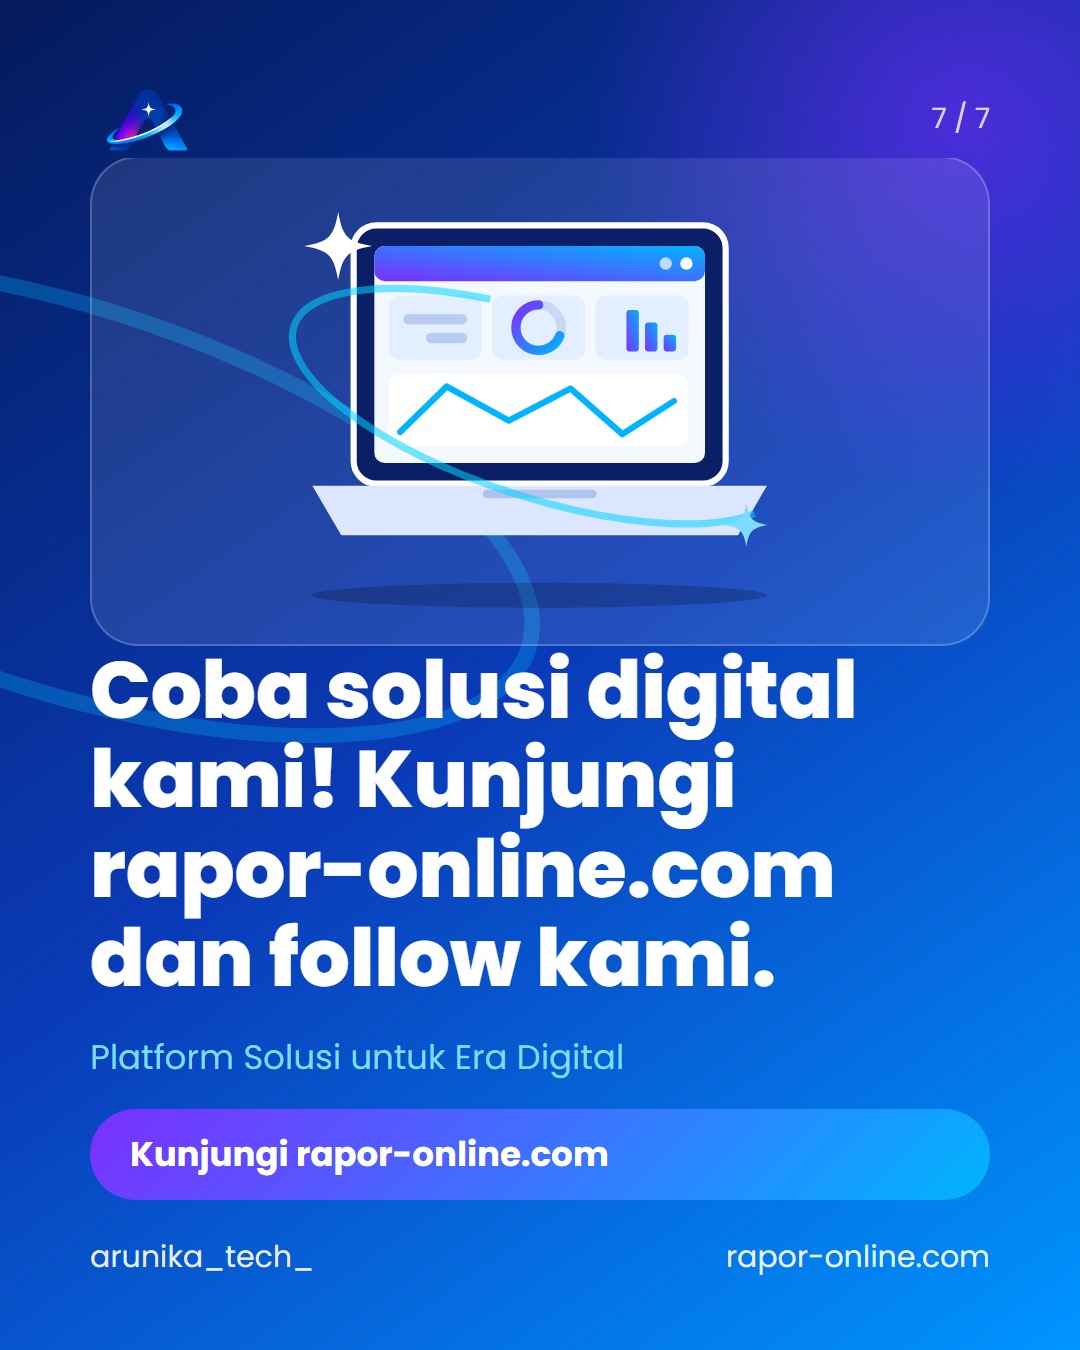 7 / 7
Coba solusi digital
kami! Kunjungi
rapor-online.com
dan follow kami.
Platform Solusi untuk Era Digital
Kunjungi rapor-online.com
arunika_tech_
rapor-online.com